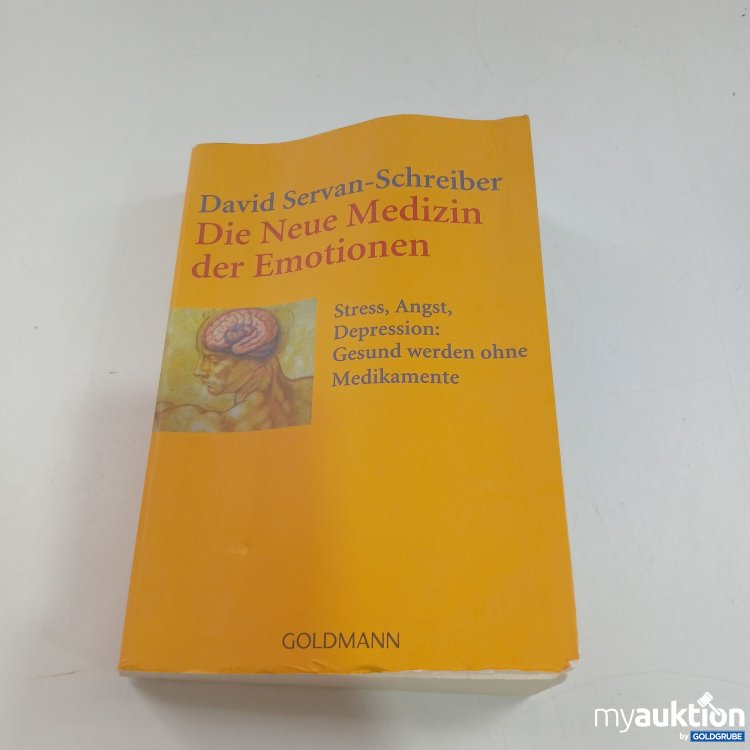 David Servan-Schreiber
Die Neue Medizin
der Emotionen
Stress, Angst,
Depression:
Gesund werden ohne
Medikamente
GOLDMANN
myauktion
by GOLDGRUBE